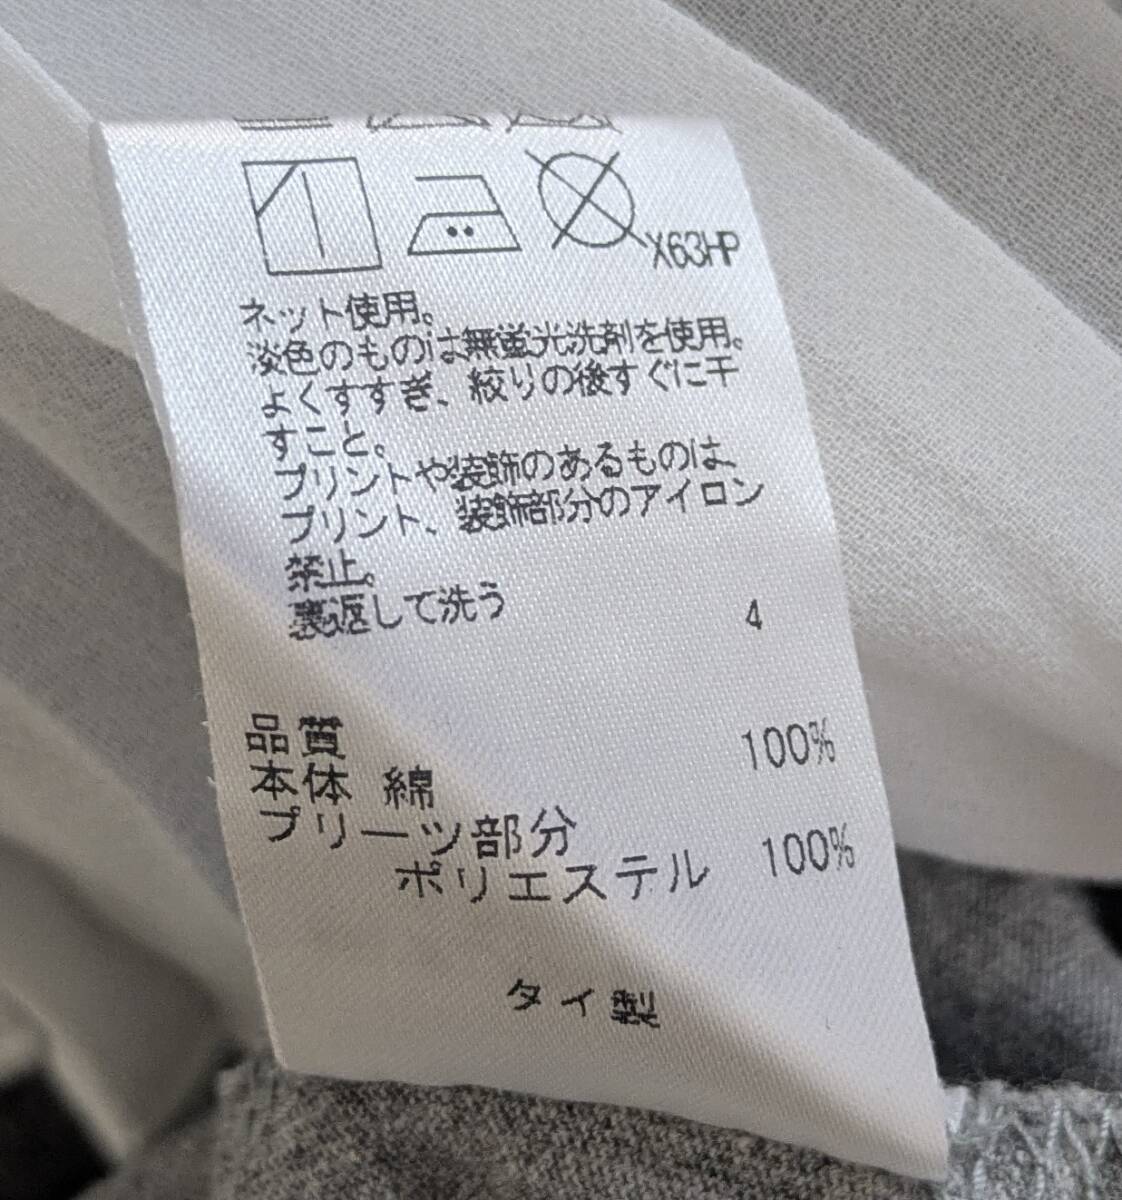 X63HP
ネット使用。
淡色のものは無蛍光洗剤を使用。
よくすすぎ、絞りの後すぐに干
すこと。
プリントや装飾のあるものは、
プリント、装飾部分のアイロン
禁止。
裏返して洗う 4
品質
本体 綿 100%
プリーツ部分
ポリエステル 100%
タイ製